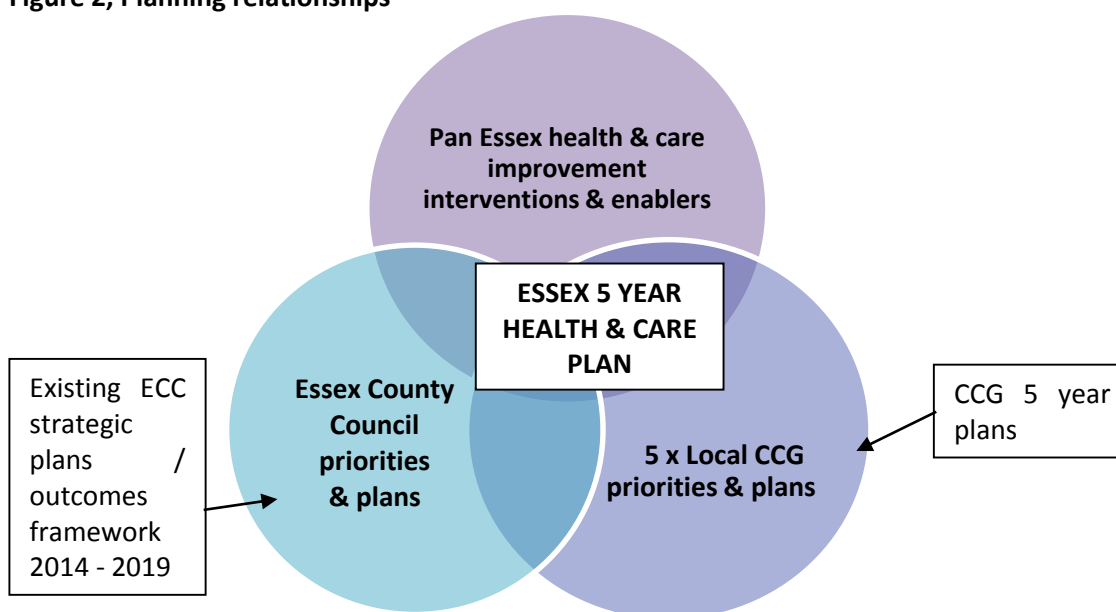 Figure 2, Planning relationships
Pan Essex health & care
improvement
interventions & enablers
ESSEX 5 YEAR
HEALTH & CARE
PLAN
Existing ECC
strategic
plans /
outcomes
framework
2014 - 2019
Essex County
Council
priorities
& plans
5 x Local CCG
priorities & plans
CCG 5 year
plans